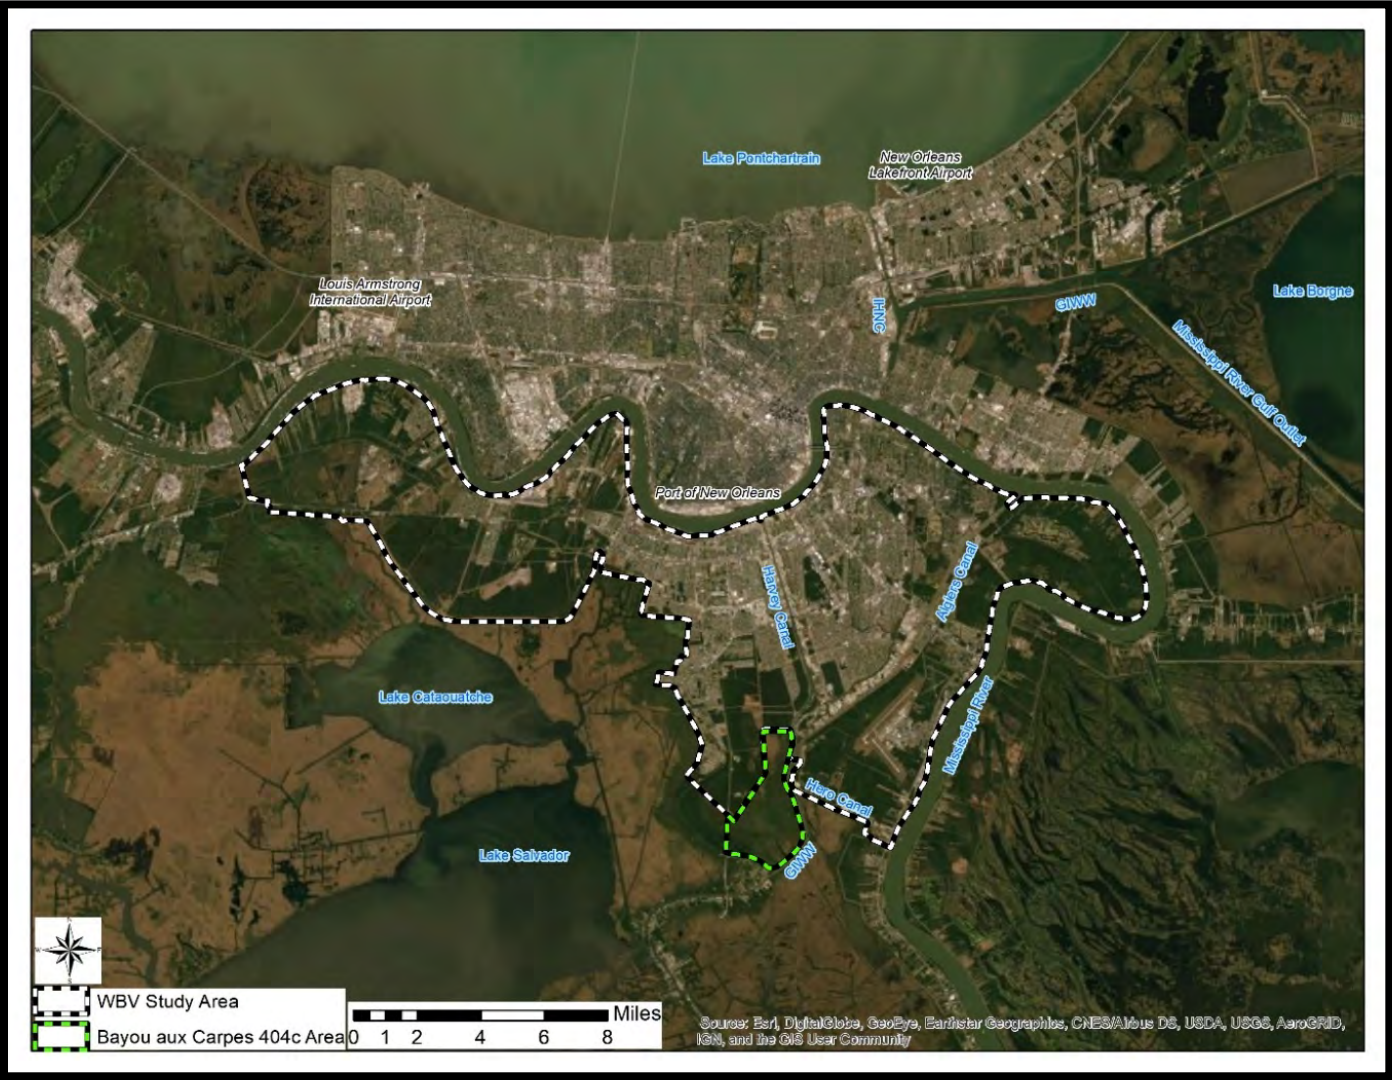 Lake Pontchartrain
New Orleans
Lakefront Airport
Louis Armstrong
International Airport
IHNC
GIWW
Lake Borgne
Mississippi River Gulf Outlet
Port of New Orleans
Harvey Canal
Algiers Canal
Lake Cataouatche
Mississippi River
Hero Canal
Lake Salvador
GIWW
WBV Study Area
Bayou aux Carpes 404c Area
Miles
0 1 2 4 6 8
Source: Esri, DigitalGlobe, GeoEye, Earthstar Geographics, CNES/Airbus DS, USDA, USGS, AeroGRID,
IGN, and the GIS User Community